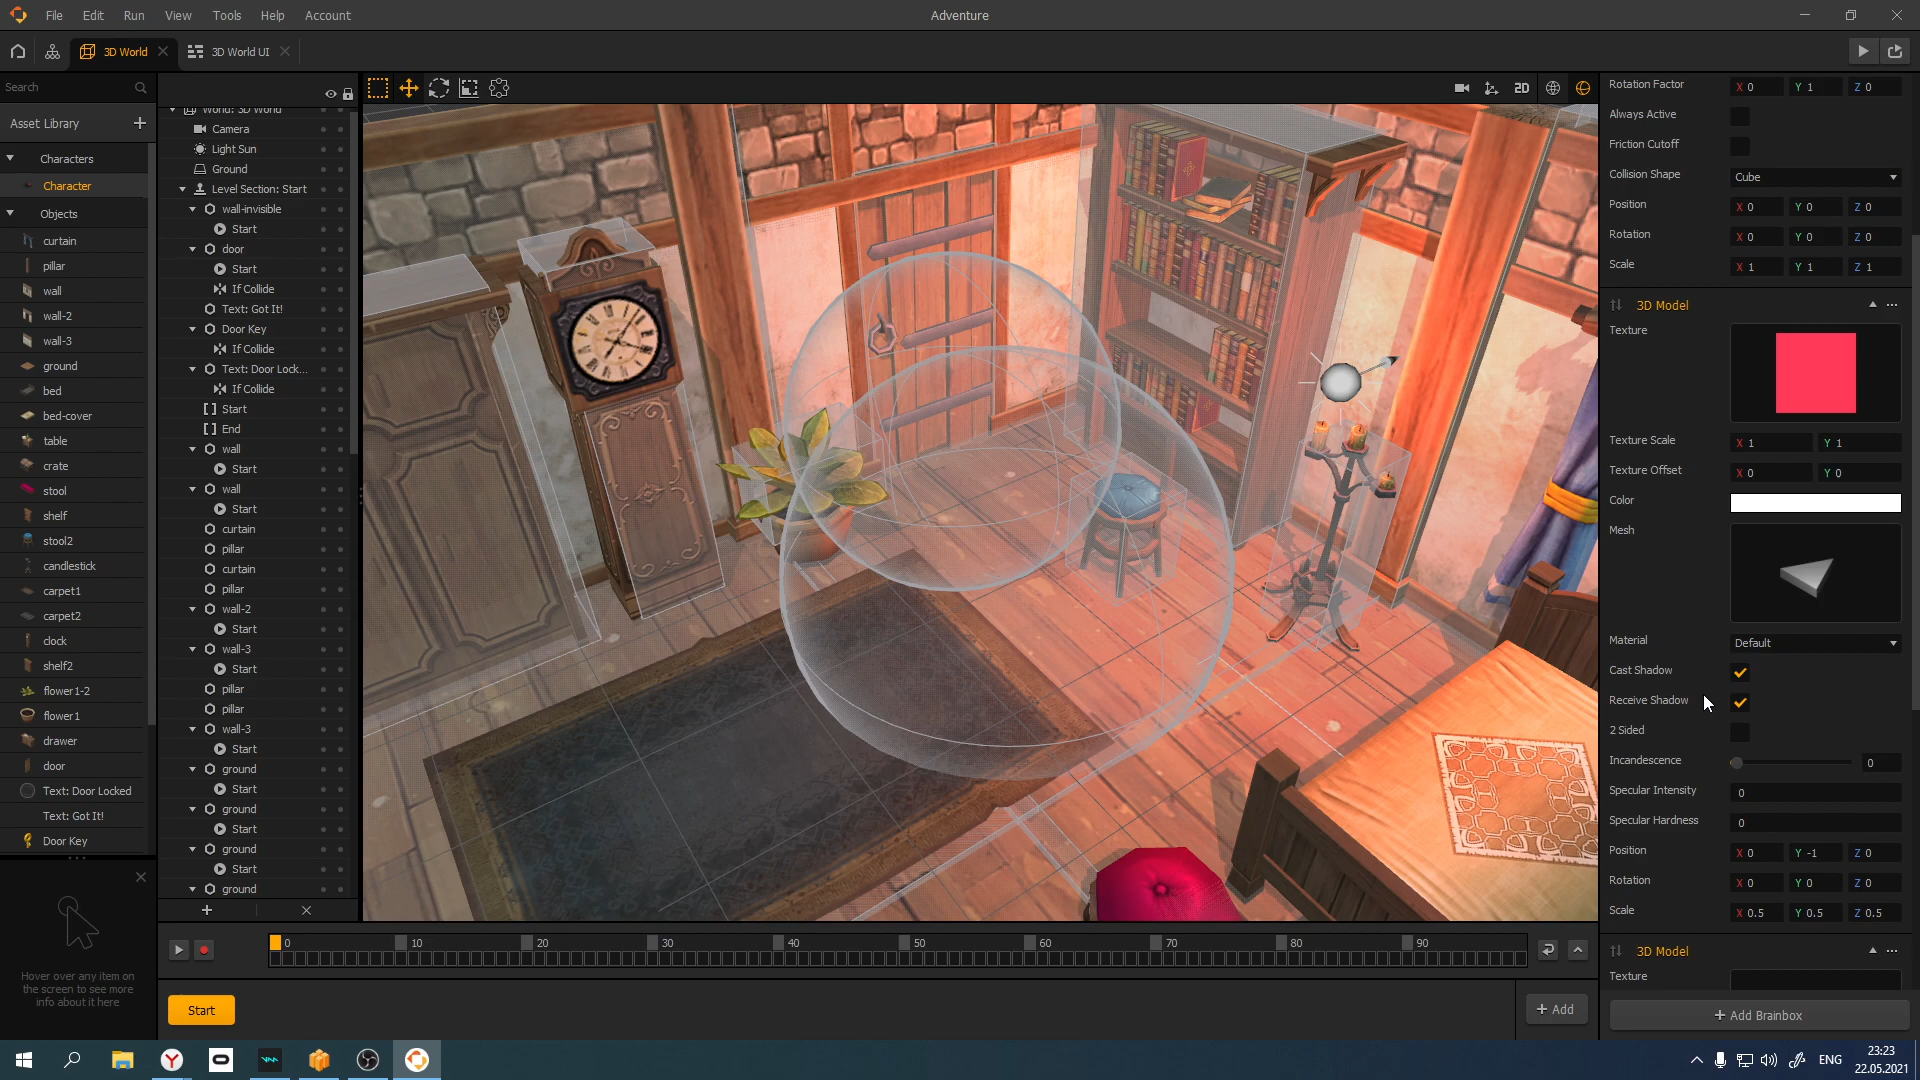 File Edit Run View Tools Help Account
Adventure
3D World
3D World UI
Search
Asset Library
Characters
Character
Objects
curtain
pillar
wall
wall-2
wall-3
ground
bed
bed-cover
table
crate
stool
shelf
stool2
candlestick
carpet1
carpet2
clock
shelf2
flower1-2
flower1
drawer
door
Text: Door Locked
Text: Got It!
Door Key
Hover over any item on
the screen to see more
info about it here
World: 3D World
Camera
Light Sun
Ground
Level Section: Start
wall-invisible
Start
door
Start
If Collide
Text: Got It!
Door Key
If Collide
Text: Door Lock...
If Collide
Start
End
wall
Start
wall
Start
curtain
pillar
curtain
pillar
wall-2
Start
wall-3
Start
pillar
pillar
wall-3
Start
ground
Start
ground
Start
ground
Start
ground
2D
0 10 20 30 40 50 60 70 80 90
Start
+ Add
Rotation Factor X 0 Y 1 Z 0
Always Active
Friction Cutoff
Collision Shape Cube
Position X 0 Y 0 Z 0
Rotation X 0 Y 0 Z 0
Scale X 1 Y 1 Z 1
3D Model
Texture
Texture Scale X 1 Y 1
Texture Offset X 0 Y 0
Color
Mesh
Material Default
Cast Shadow
Receive Shadow
2 Sided
Incandescence 0
Specular Intensity 0
Specular Hardness 0
Position X 0 Y -1 Z 0
Rotation X 0 Y 0 Z 0
Scale X 0.5 Y 0.5 Z 0.5
3D Model
Texture
+ Add Brainbox
ENG
23:23
22.05.2021